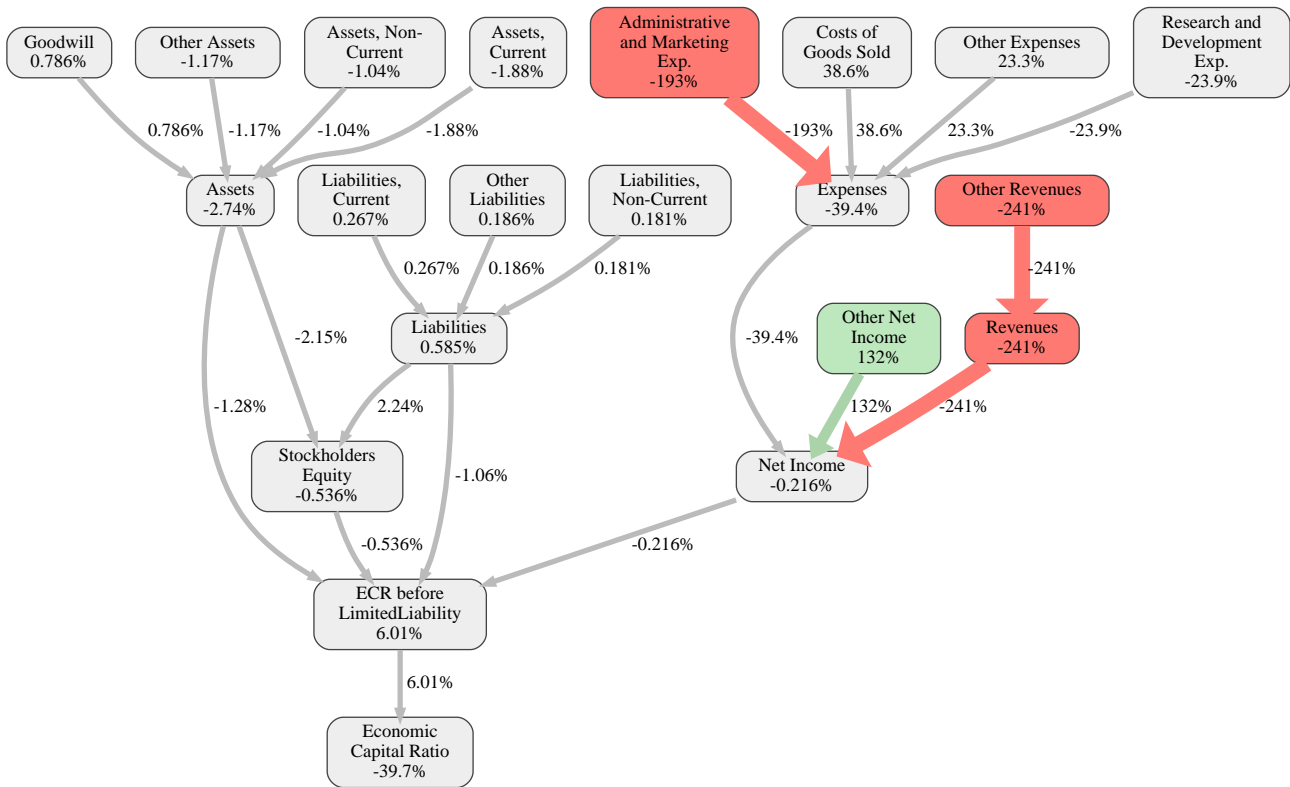 Goodwill
0.786%
Other Assets
-1.17%
Assets, Non-
Current
-1.04%
Assets,
Current
-1.88%
Administrative
and Marketing
Exp.
-193%
Costs of
Goods Sold
38.6%
Other Expenses
23.3%
Research and
Development
Exp.
-23.9%
0.786%
-1.17%
-1.04%
-1.88%
-193%
38.6%
23.3%
-23.9%
Assets
-2.74%
Liabilities,
Current
0.267%
Other
Liabilities
0.186%
Liabilities,
Non-Current
0.181%
Expenses
-39.4%
Other Revenues
-241%
0.267%
0.186%
0.181%
-241%
-2.15%
Liabilities
0.585%
-39.4%
Other Net
Income
132%
Revenues
-241%
-1.28%
2.24%
132%
-241%
Stockholders
Equity
-0.536%
-1.06%
Net Income
-0.216%
-0.536%
-0.216%
ECR before
LimitedLiability
6.01%
6.01%
Economic
Capital Ratio
-39.7%